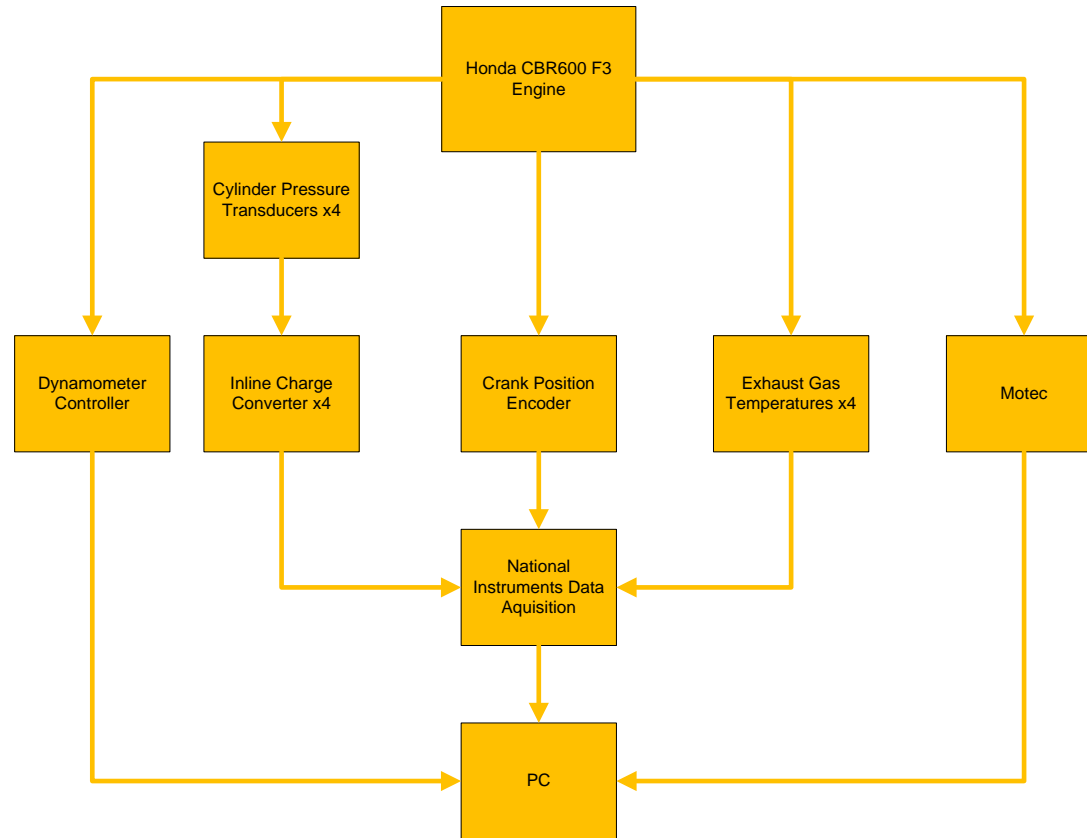 Honda CBR600 F3
Engine
Cylinder Pressure
Transducers x4
Dynamometer
Controller
Inline Charge
Converter x4
Crank Position
Encoder
Exhaust Gas
Temperatures x4
Motec
National
Instruments Data
Aquisition
PC